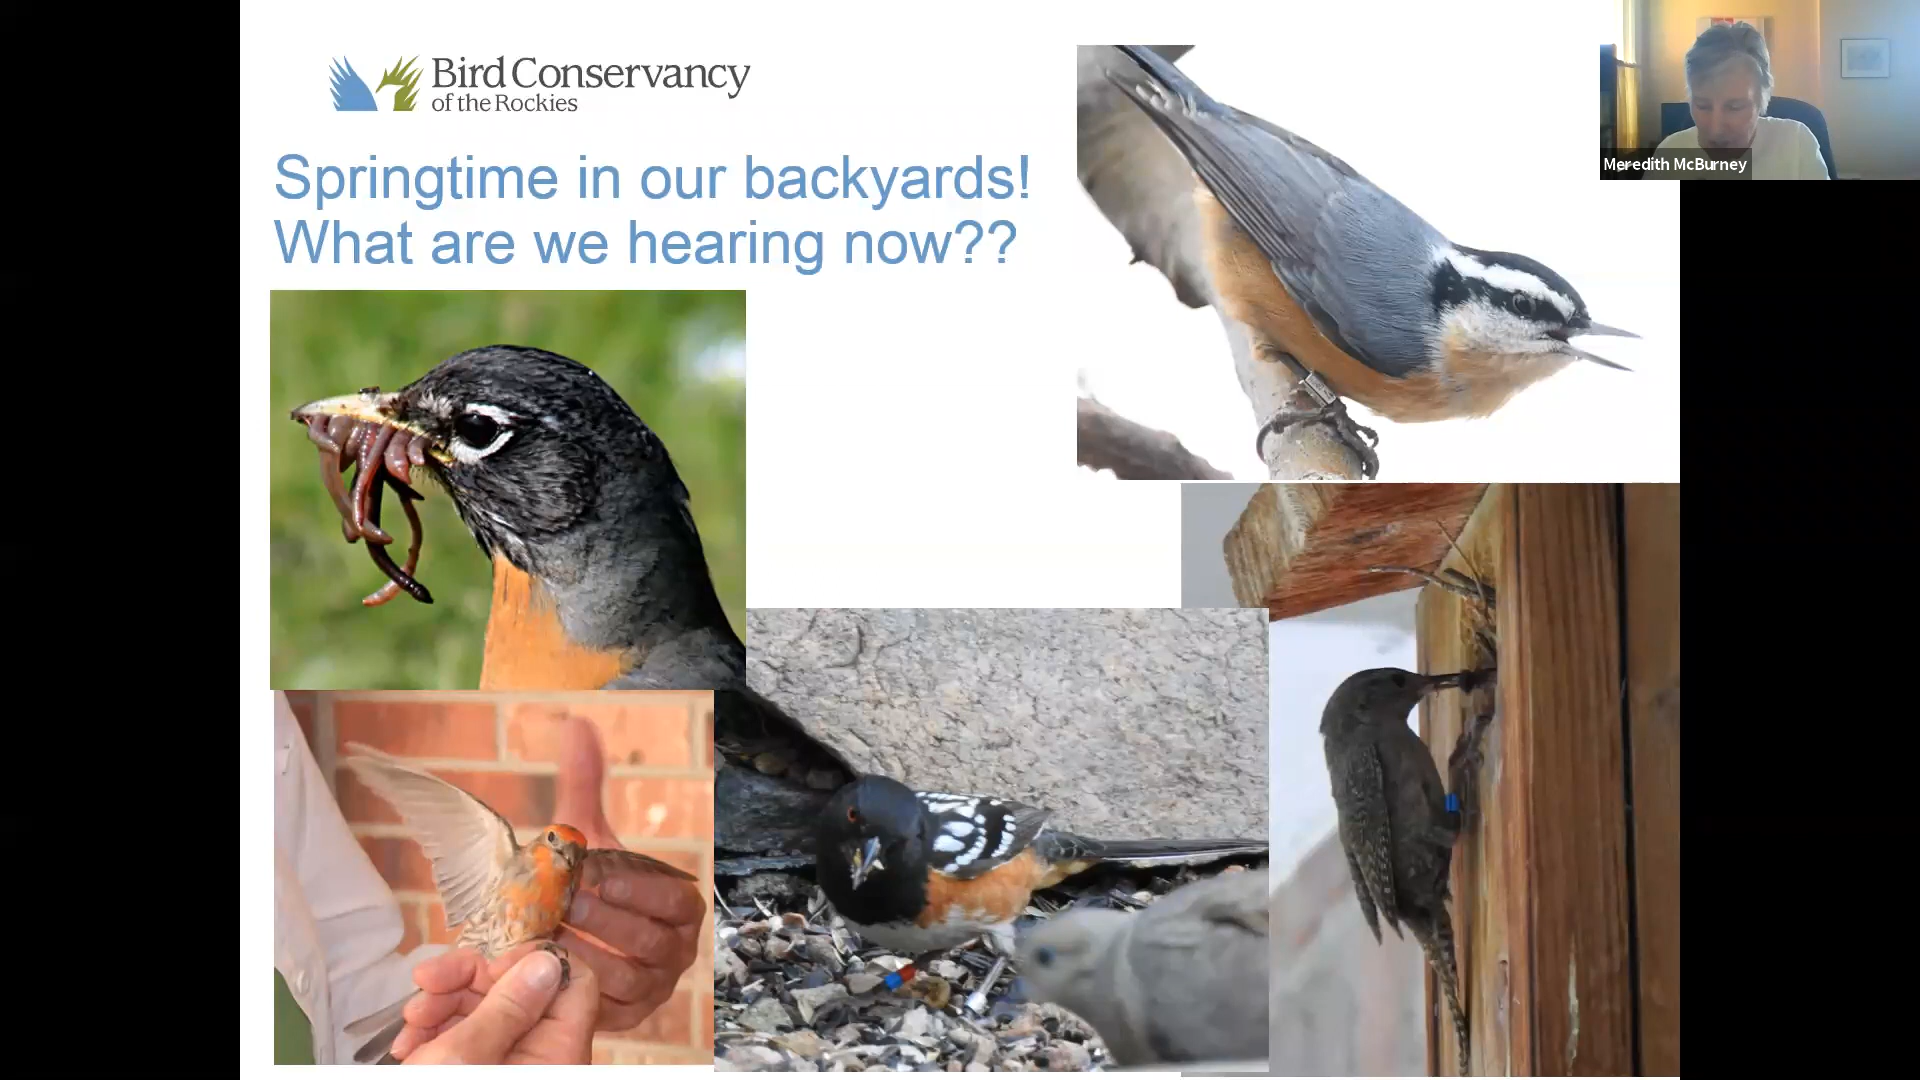 Bird Conservancy
of the Rockies
Springtime in our backyards!
What are we hearing now??
Meredith McBurney